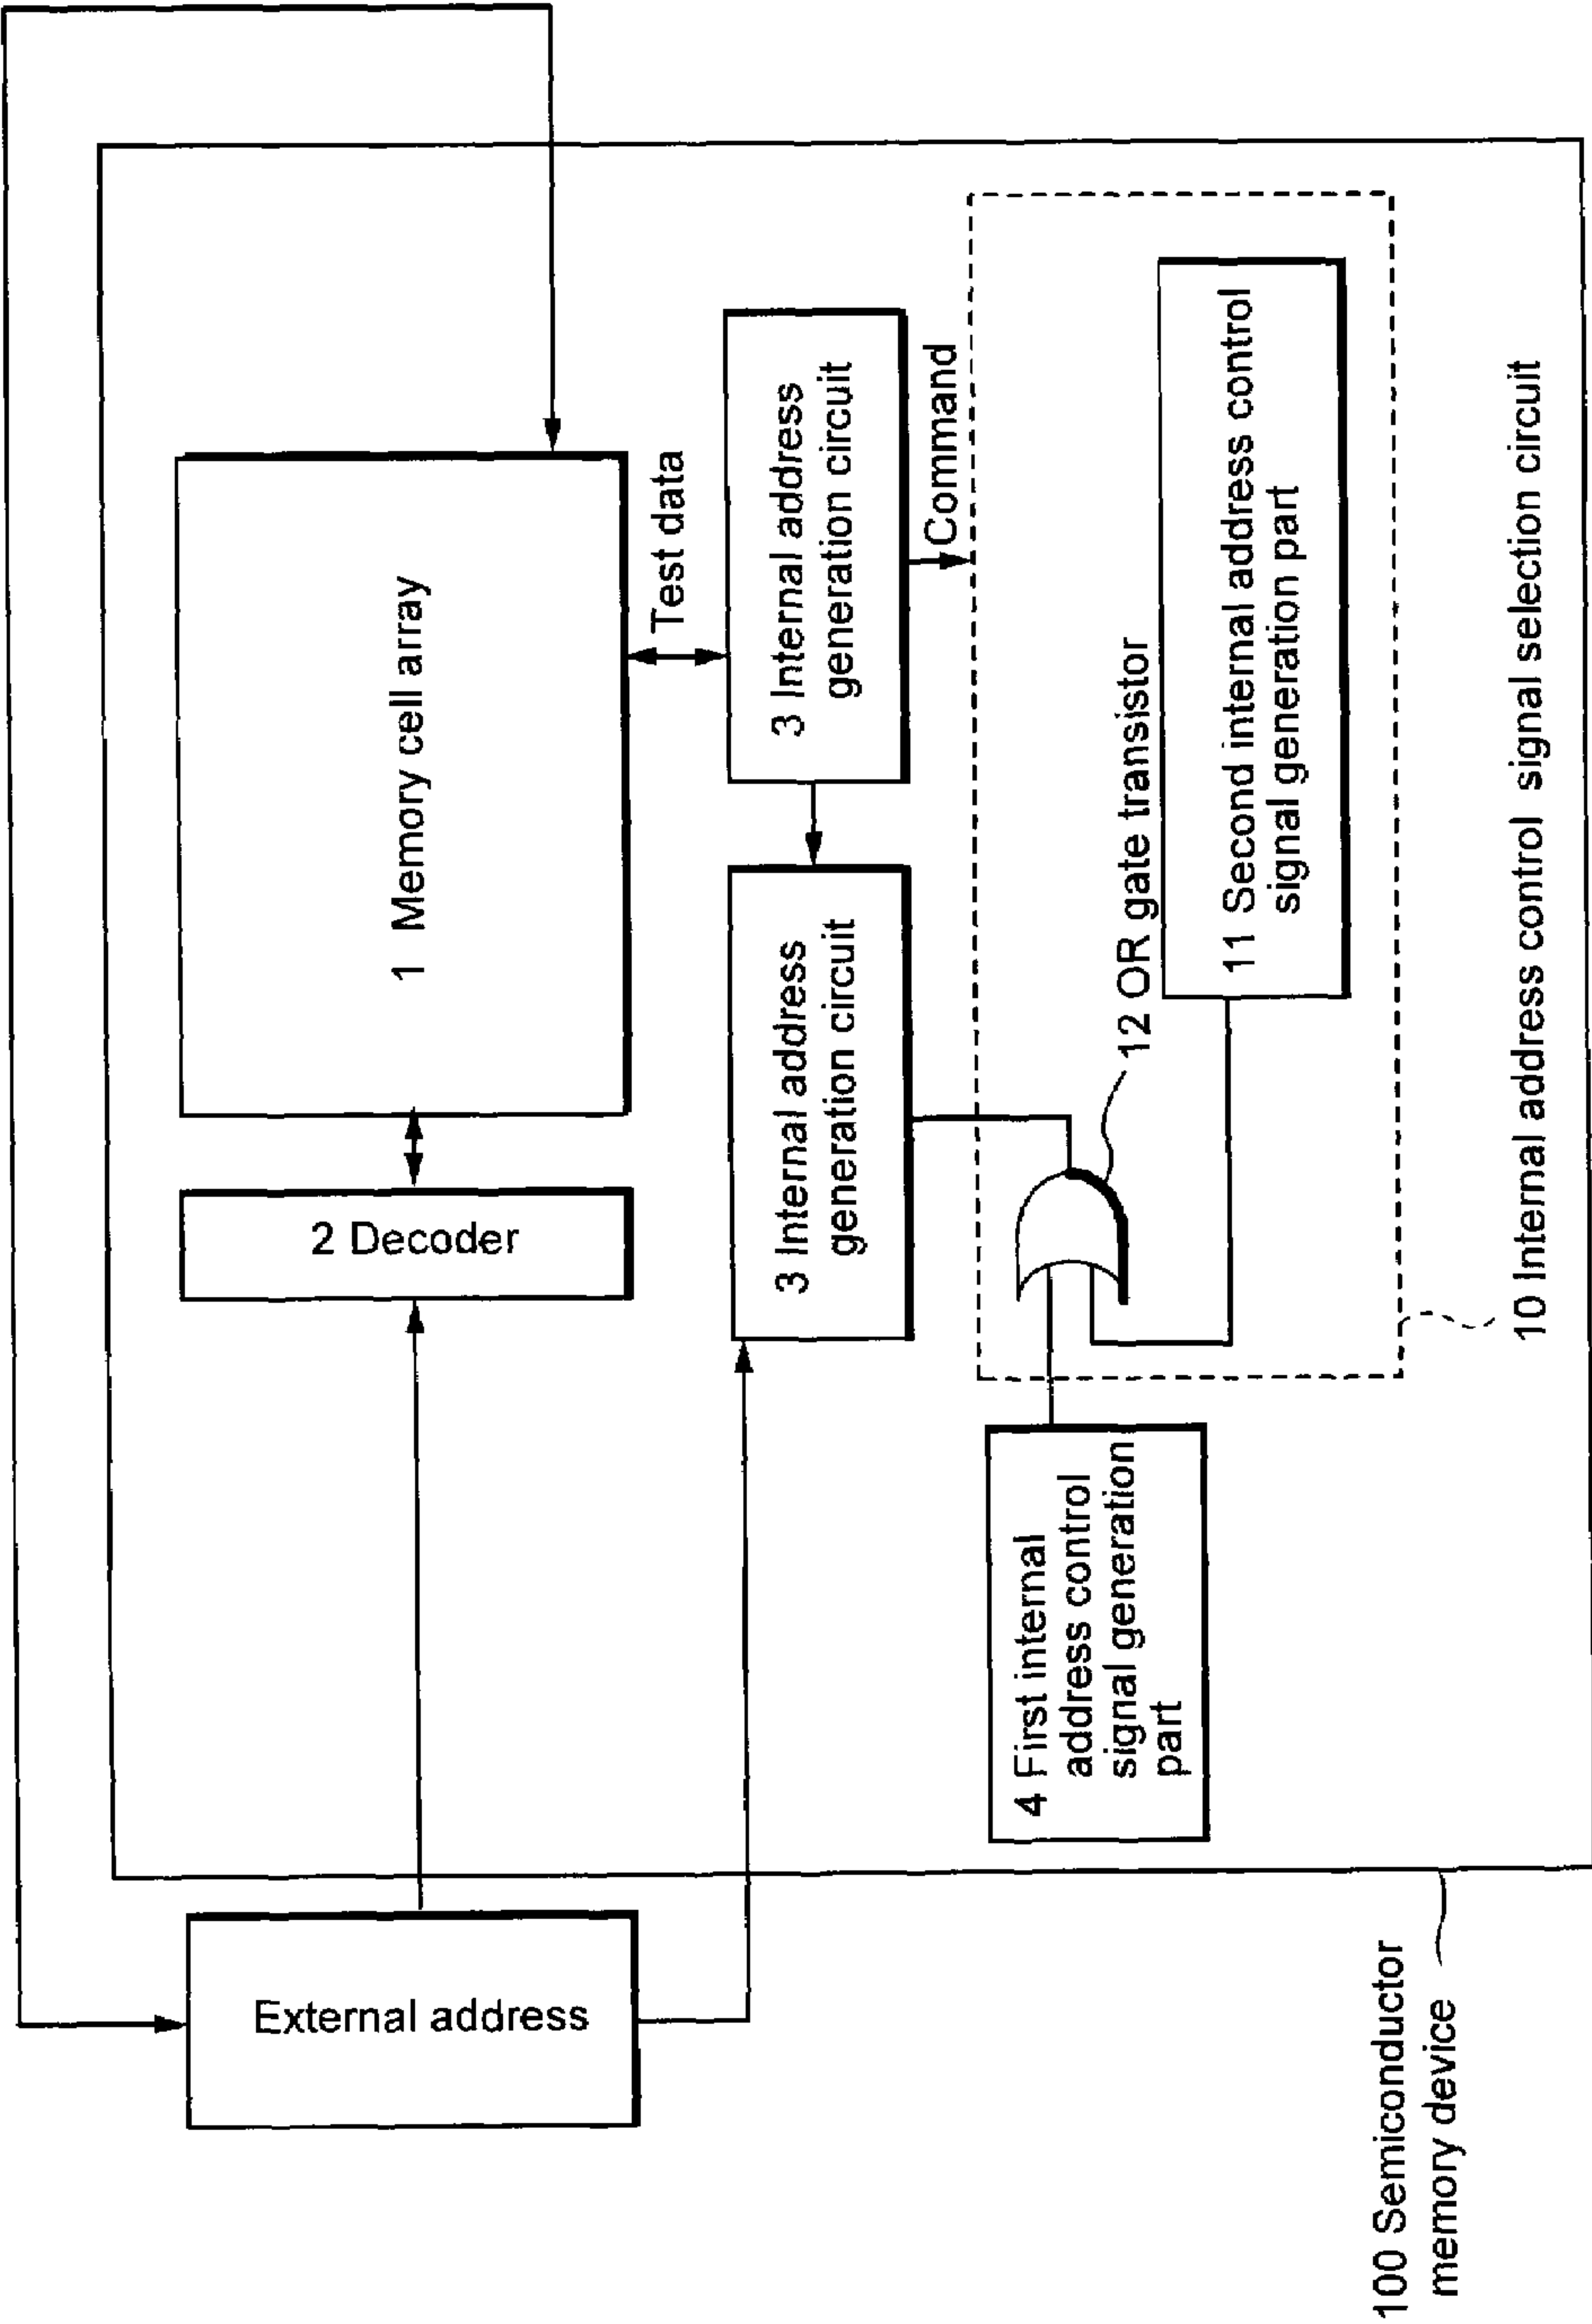 External address
2 Decoder
1 Memory cell array
Test data
3 Internal address
generation circuit
3 Internal address
generation circuit
Command
4 First internal
address control
signal generation
part
12 OR gate transistor
11 Second internal address control
signal generation part
10 Internal address control signal selection circuit
100 Semiconductor
memory device